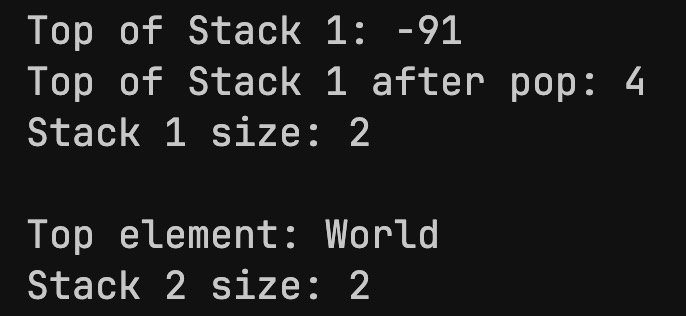 Top of Stack 1: -91
Top of Stack 1 after pop: 4
Stack 1 size: 2
Top element: World
Stack 2 size: 2